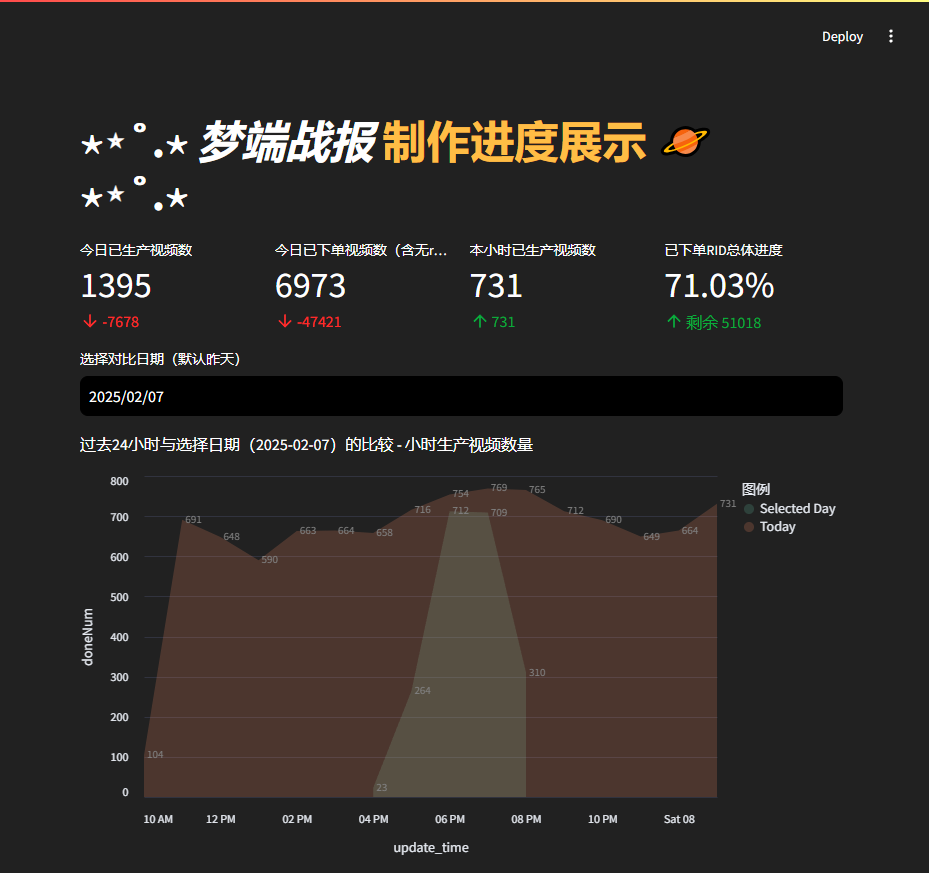 Deploy
⋆⋆˚.⋆ 梦端战报 制作进度展示 🪐
⋆⋆˚.⋆
今日已生产视频数
1395
↓ -7678
今日已下单视频数（含无r...
6973
↓ -47421
本小时已生产视频数
731
↑ 731
已下单RID总体进度
71.03%
↑ 剩余 51018
选择对比日期（默认昨天）
2025/02/07
过去24小时与选择日期（2025-02-07）的比较 - 小时生产视频数量
800
700
600
500
400
300
200
100
0
doneNum
104
691
648
590
663
664
658
716
754
769
765
712
690
649
664
731
23
264
712
709
310
10 AM
12 PM
02 PM
04 PM
06 PM
08 PM
10 PM
Sat 08
update_time
图例
Selected Day
Today